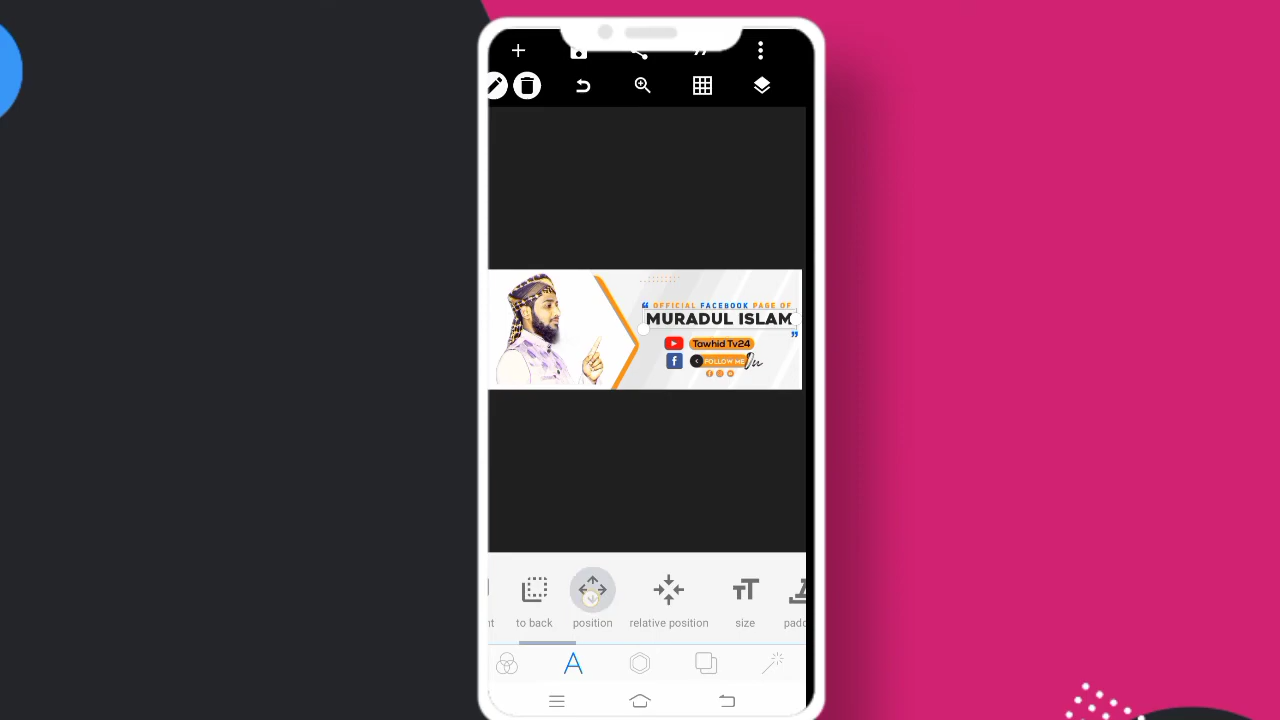 OFFICIAL FACEBOOK PAGE OF
MURADUL ISLAM
Tawhid Tv24
FOLLOW ME
to back
position
relative position
size